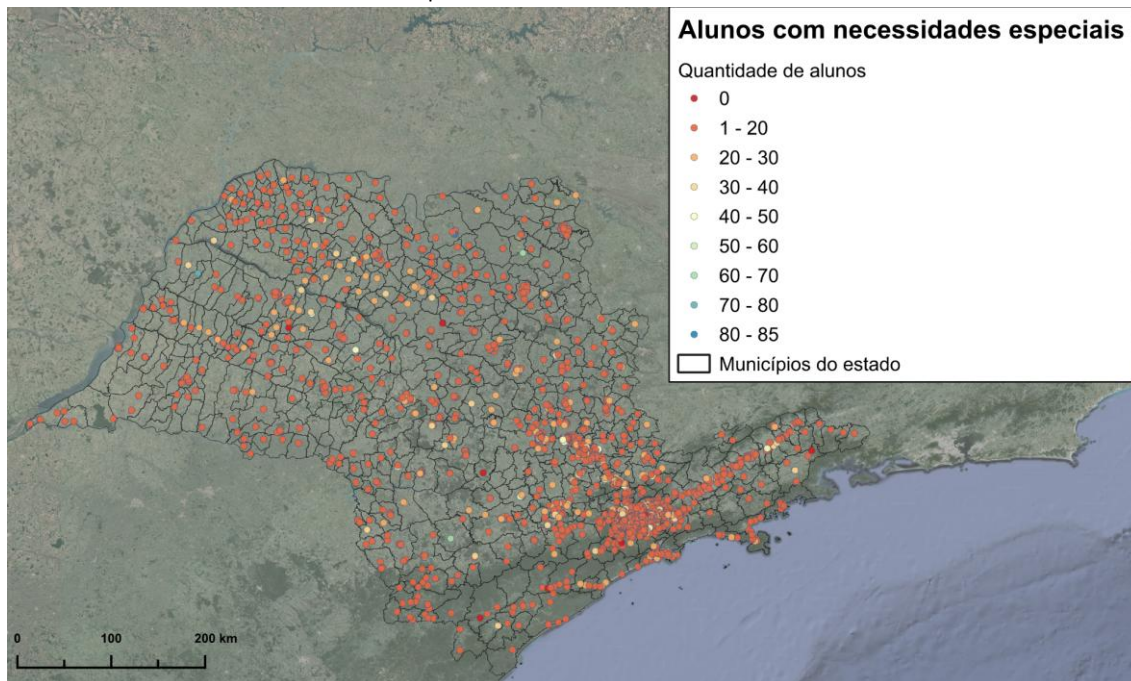 Alunos com necessidades especiais
Quantidade de alunos
0
1 - 20
20 - 30
30 - 40
40 - 50
50 - 60
60 - 70
70 - 80
80 - 85
Municípios do estado
0 100 200 km